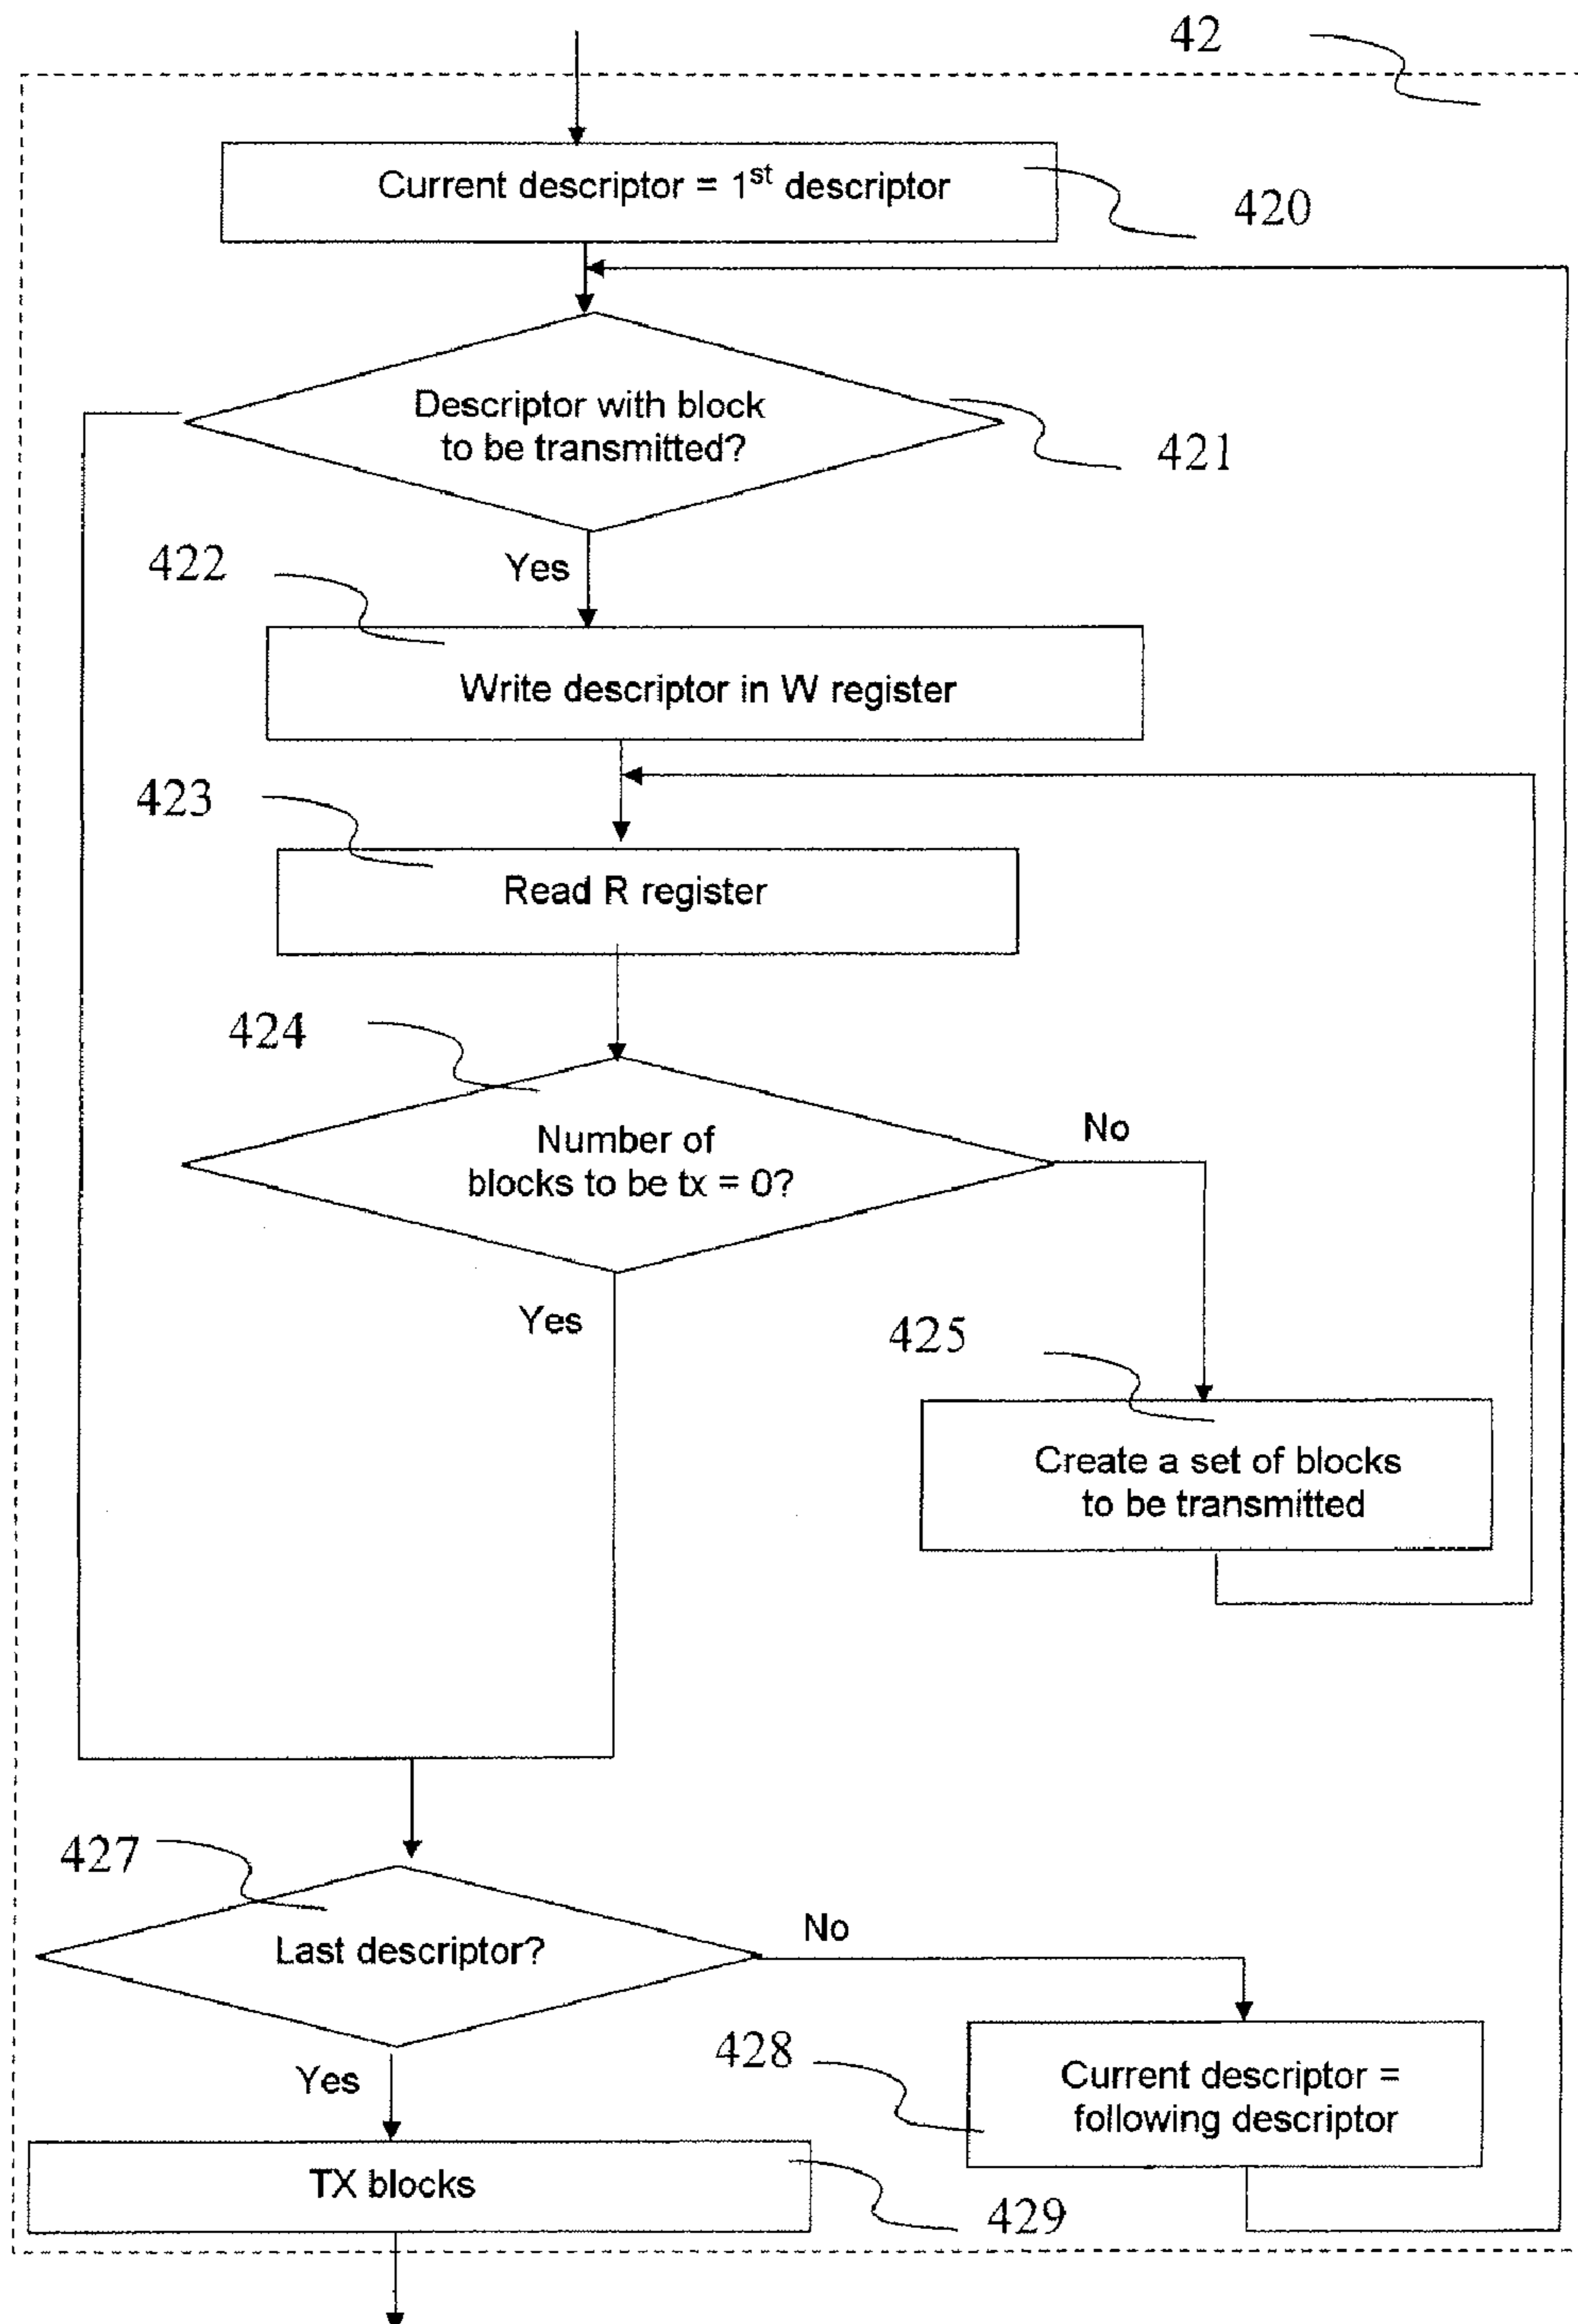 42
Current descriptor = 1st descriptor
420
Descriptor with block
to be transmitted?
421
Yes
422
Write descriptor in W register
423
Read R register
424
Number of
blocks to be tx = 0?
No
Yes
425
Create a set of blocks
to be transmitted
427
Last descriptor?
No
Yes
428
Current descriptor =
following descriptor
TX blocks
429